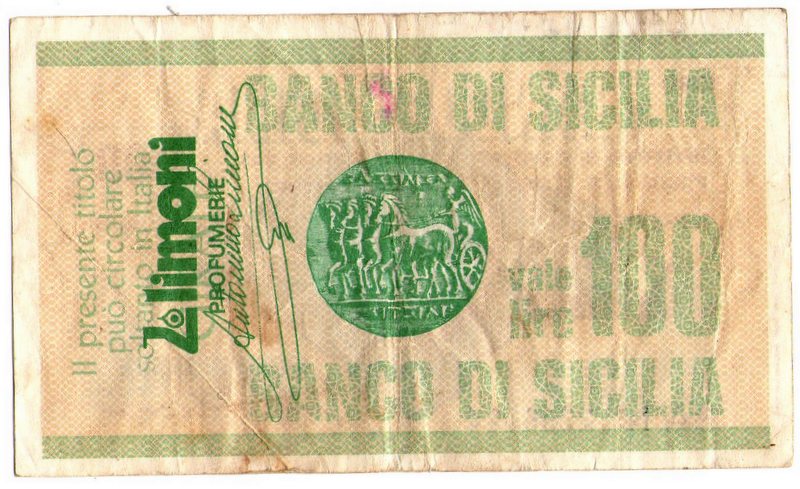 BANCO DI SICILIA
Il presente titolo
può circolare
soltanto in Italia
limoni
PROFUMERIE
vale
lire
100
BANCO DI SICILIA